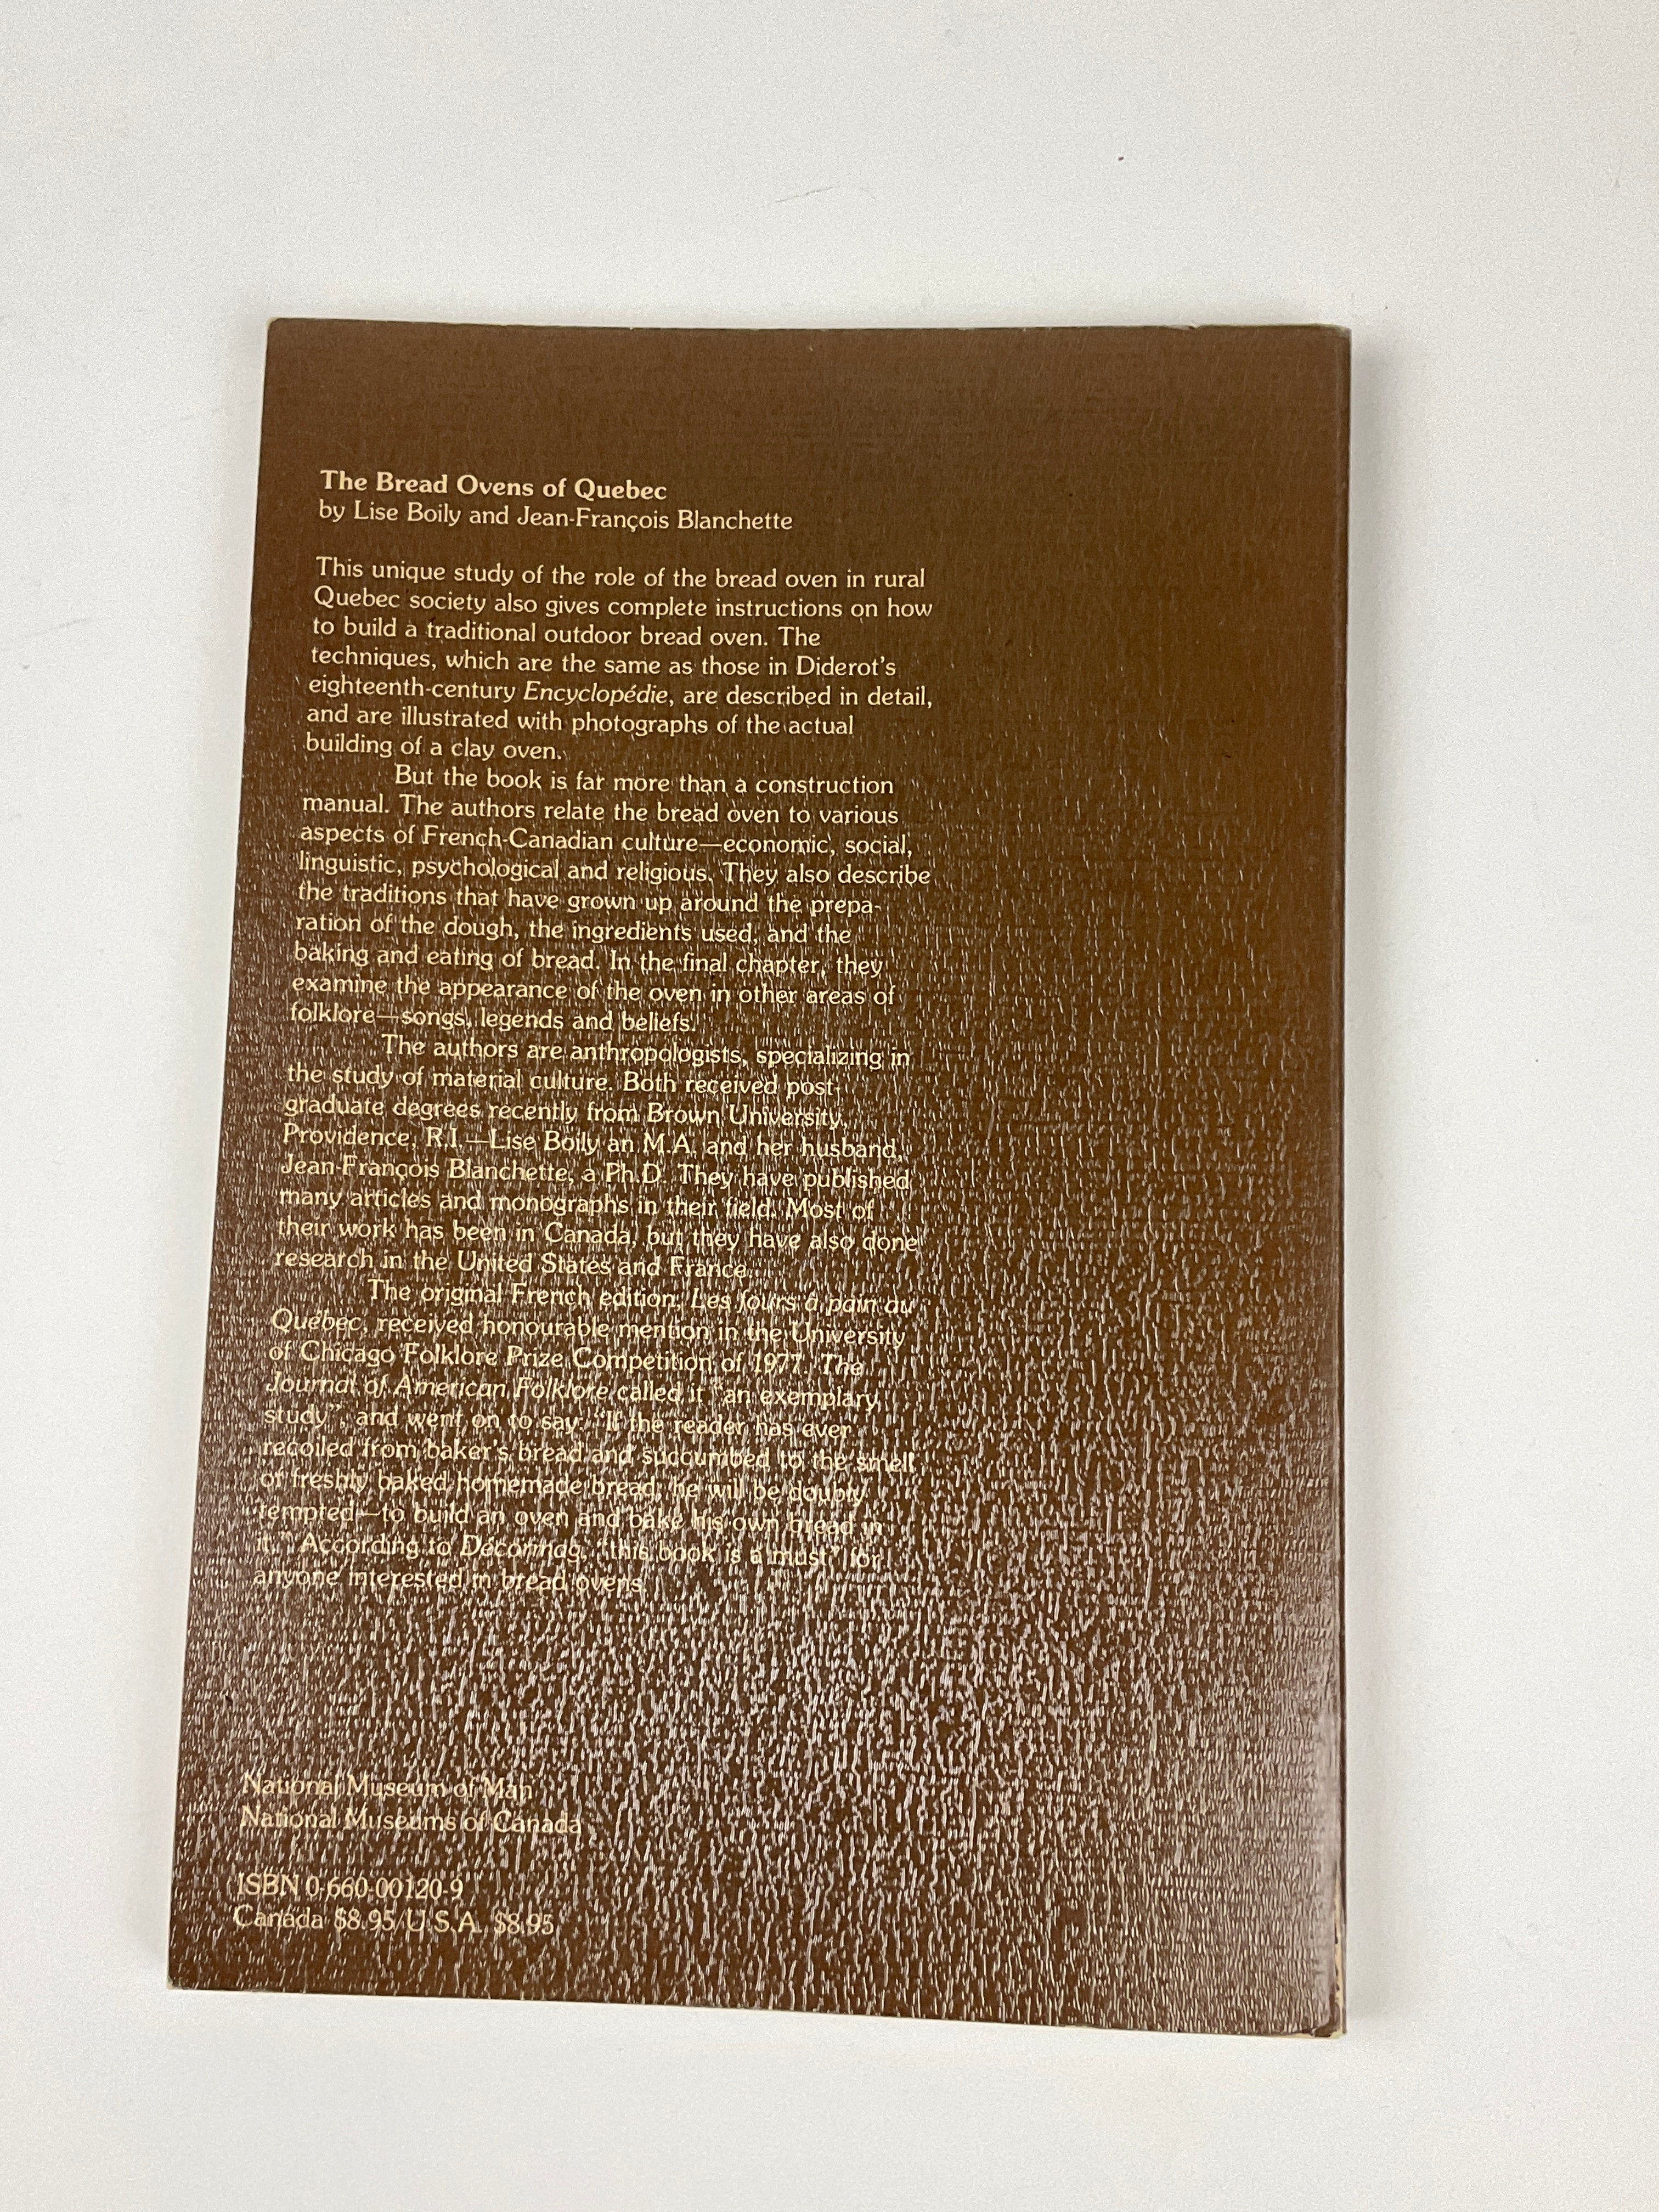 The Bread Ovens of Quebec
by Lise Boily and Jean-François Blanchette
This unique study of the role of the bread oven in rural
Quebec society also gives complete instructions on how
to build a traditional outdoor bread oven. The
techniques, which are the same as those in Diderot's
eighteenth-century Encyclopédie, are described in detail,
and are illustrated with photographs of the actual
building of a clay oven.
But the book is far more than a construction
manual. The authors relate the bread oven to various
aspects of French-Canadian culture—economic, social,
linguistic, psychological and religious. They also describe
the traditions that have grown up around the prepa-
ration of the dough, the ingredients used, and the
baking and eating of bread. In the final chapter, they
examine the appearance of the oven in other areas of
folklore—songs, legends and beliefs.
The authors are anthropologists, specializing in
the study of material culture. Both received post-
graduate degrees recently from Brown University,
Providence, R.I.—Lise Boily an M.A. and her husband,
Jean-François Blanchette, a Ph.D. They have published
many articles and monographs in their field. Most of
their work has been in Canada, but they have also done
research in the United States and France.
The original French edition, Les fours à pain au
Québec, received honourable mention in the University
of Chicago Folklore Prize Competition of 1977. The
Journal of American Folklore called it "an exemplary
study", and went on to say: "If the reader has ever
recoiled from baker's bread and succumbed to the smell
of freshly baked homemade bread, he will be doubly
tempted—to build an oven and bake his own bread in
it." According to Décormag, "this book is a must" for
anyone interested in bread ovens.
National Museum of Man
National Museums of Canada
ISBN 0-660-00120-9
Canada $8.95/U.S.A. $8.95